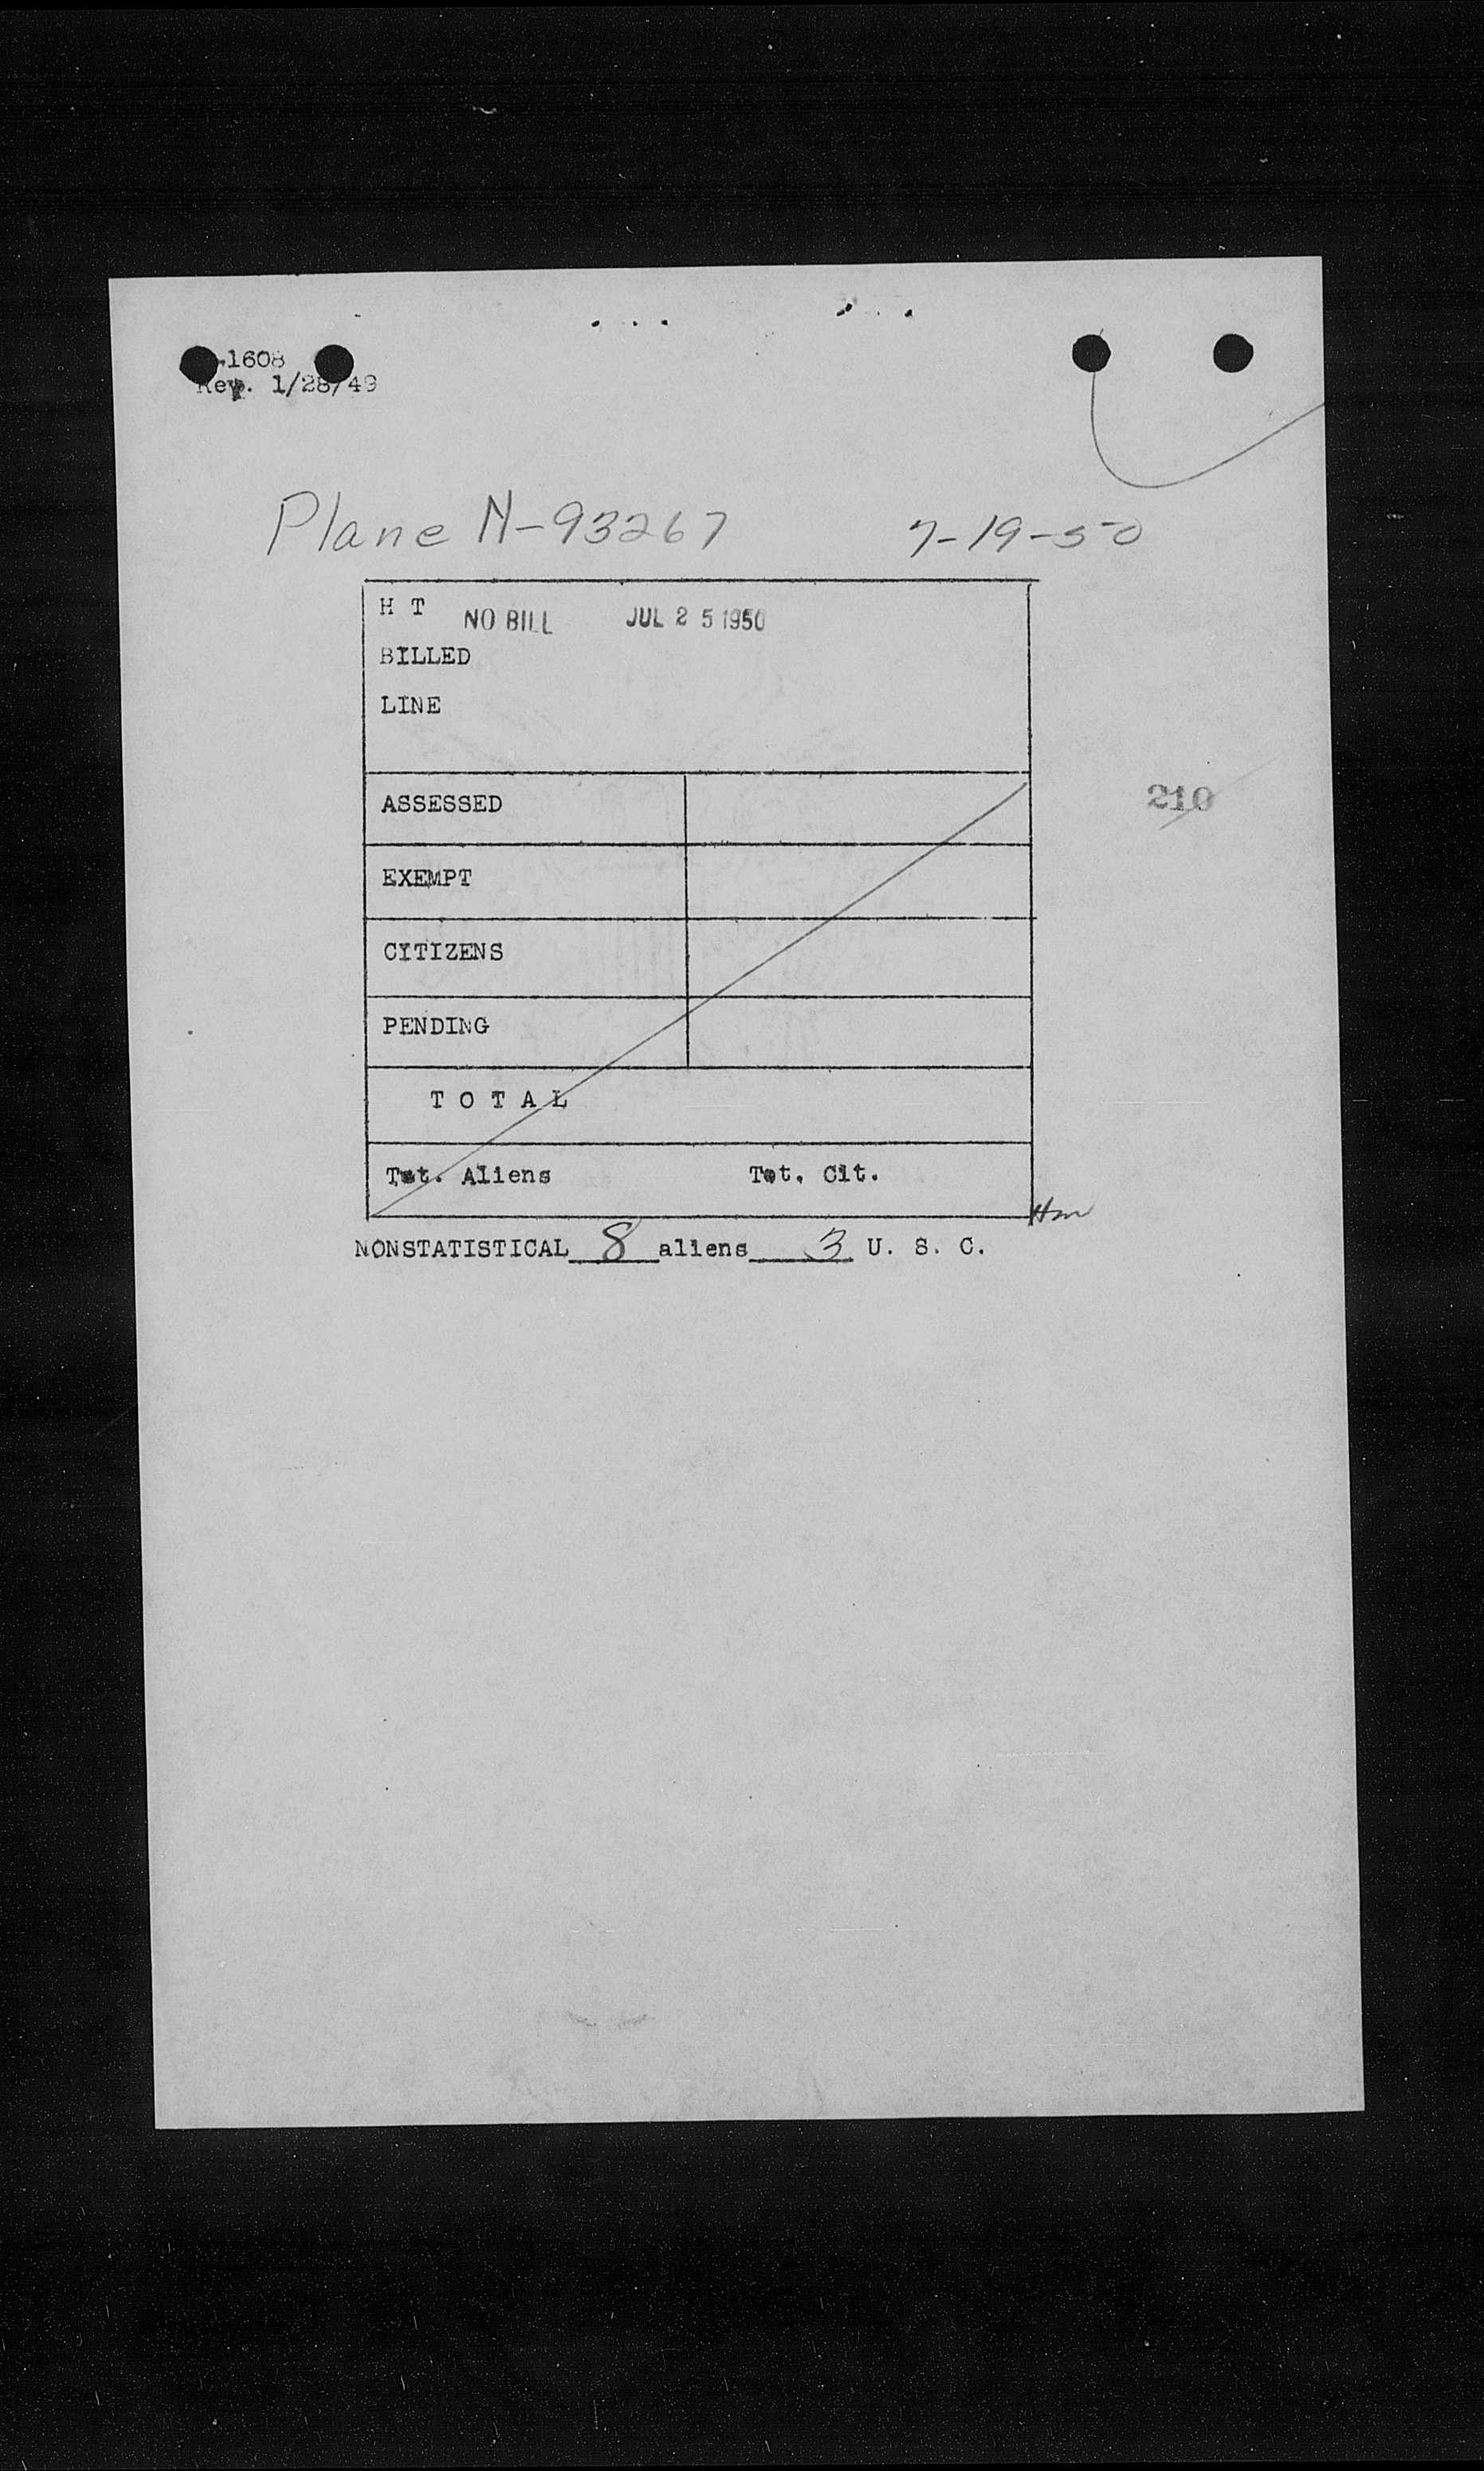 .1608
Rev. 1/28/49
Plane N-93267 7-19-50
H T NO BILL JUL 25 1950
BILLED
LINE
210
ASSESSED
EXEMPT
CITIZENS
PENDING
T O T A L
Tot. Aliens Tot. Cit.
NONSTATISTICAL 8 aliens 3 U. S. C.